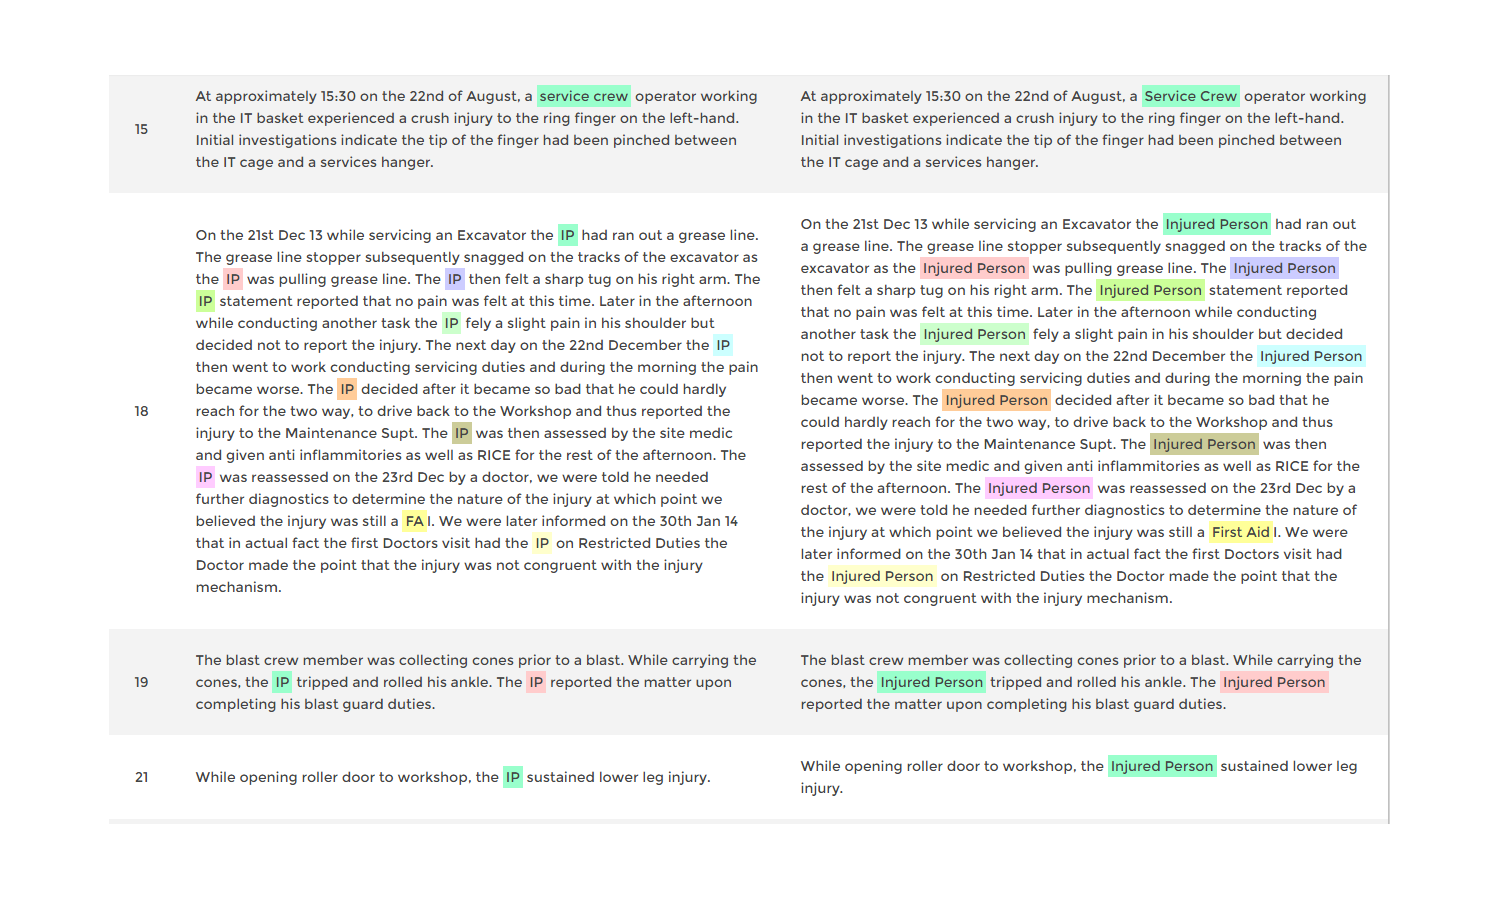 15
At approximately 15:30 on the 22nd of August, a service crew operator working
in the IT basket experienced a crush injury to the ring finger on the left-hand.
Initial investigations indicate the tip of the finger had been pinched between
the IT cage and a services hanger.
At approximately 15:30 on the 22nd of August, a Service Crew operator working
in the IT basket experienced a crush injury to the ring finger on the left-hand.
Initial investigations indicate the tip of the finger had been pinched between
the IT cage and a services hanger.
18
On the 21st Dec 13 while servicing an Excavator the IP had ran out a grease line.
The grease line stopper subsequently snagged on the tracks of the excavator as
the IP was pulling grease line. The IP then felt a sharp tug on his right arm. The
IP statement reported that no pain was felt at this time. Later in the afternoon
while conducting another task the IP fely a slight pain in his shoulder but
decided not to report the injury. The next day on the 22nd December the IP
then went to work conducting servicing duties and during the morning the pain
became worse. The IP decided after it became so bad that he could hardly
reach for the two way, to drive back to the Workshop and thus reported the
injury to the Maintenance Supt. The IP was then assessed by the site medic
and given anti inflammitories as well as RICE for the rest of the afternoon. The
IP was reassessed on the 23rd Dec by a doctor, we were told he needed
further diagnostics to determine the nature of the injury at which point we
believed the injury was still a FA I. We were later informed on the 30th Jan 14
that in actual fact the first Doctors visit had the IP on Restricted Duties the
Doctor made the point that the injury was not congruent with the injury
mechanism.
On the 21st Dec 13 while servicing an Excavator the Injured Person had ran out
a grease line. The grease line stopper subsequently snagged on the tracks of the
excavator as the Injured Person was pulling grease line. The Injured Person
then felt a sharp tug on his right arm. The Injured Person statement reported
that no pain was felt at this time. Later in the afternoon while conducting
another task the Injured Person fely a slight pain in his shoulder but decided
not to report the injury. The next day on the 22nd December the Injured Person
then went to work conducting servicing duties and during the morning the pain
became worse. The Injured Person decided after it became so bad that he
could hardly reach for the two way, to drive back to the Workshop and thus
reported the injury to the Maintenance Supt. The Injured Person was then
assessed by the site medic and given anti inflammitories as well as RICE for the
rest of the afternoon. The Injured Person was reassessed on the 23rd Dec by a
doctor, we were told he needed further diagnostics to determine the nature of
the injury at which point we believed the injury was still a First Aid I. We were
later informed on the 30th Jan 14 that in actual fact the first Doctors visit had
the Injured Person on Restricted Duties the Doctor made the point that the
injury was not congruent with the injury mechanism.
19
The blast crew member was collecting cones prior to a blast. While carrying the
cones, the IP tripped and rolled his ankle. The IP reported the matter upon
completing his blast guard duties.
The blast crew member was collecting cones prior to a blast. While carrying the
cones, the Injured Person tripped and rolled his ankle. The Injured Person
reported the matter upon completing his blast guard duties.
21
While opening roller door to workshop, the IP sustained lower leg injury.
While opening roller door to workshop, the Injured Person sustained lower leg
injury.